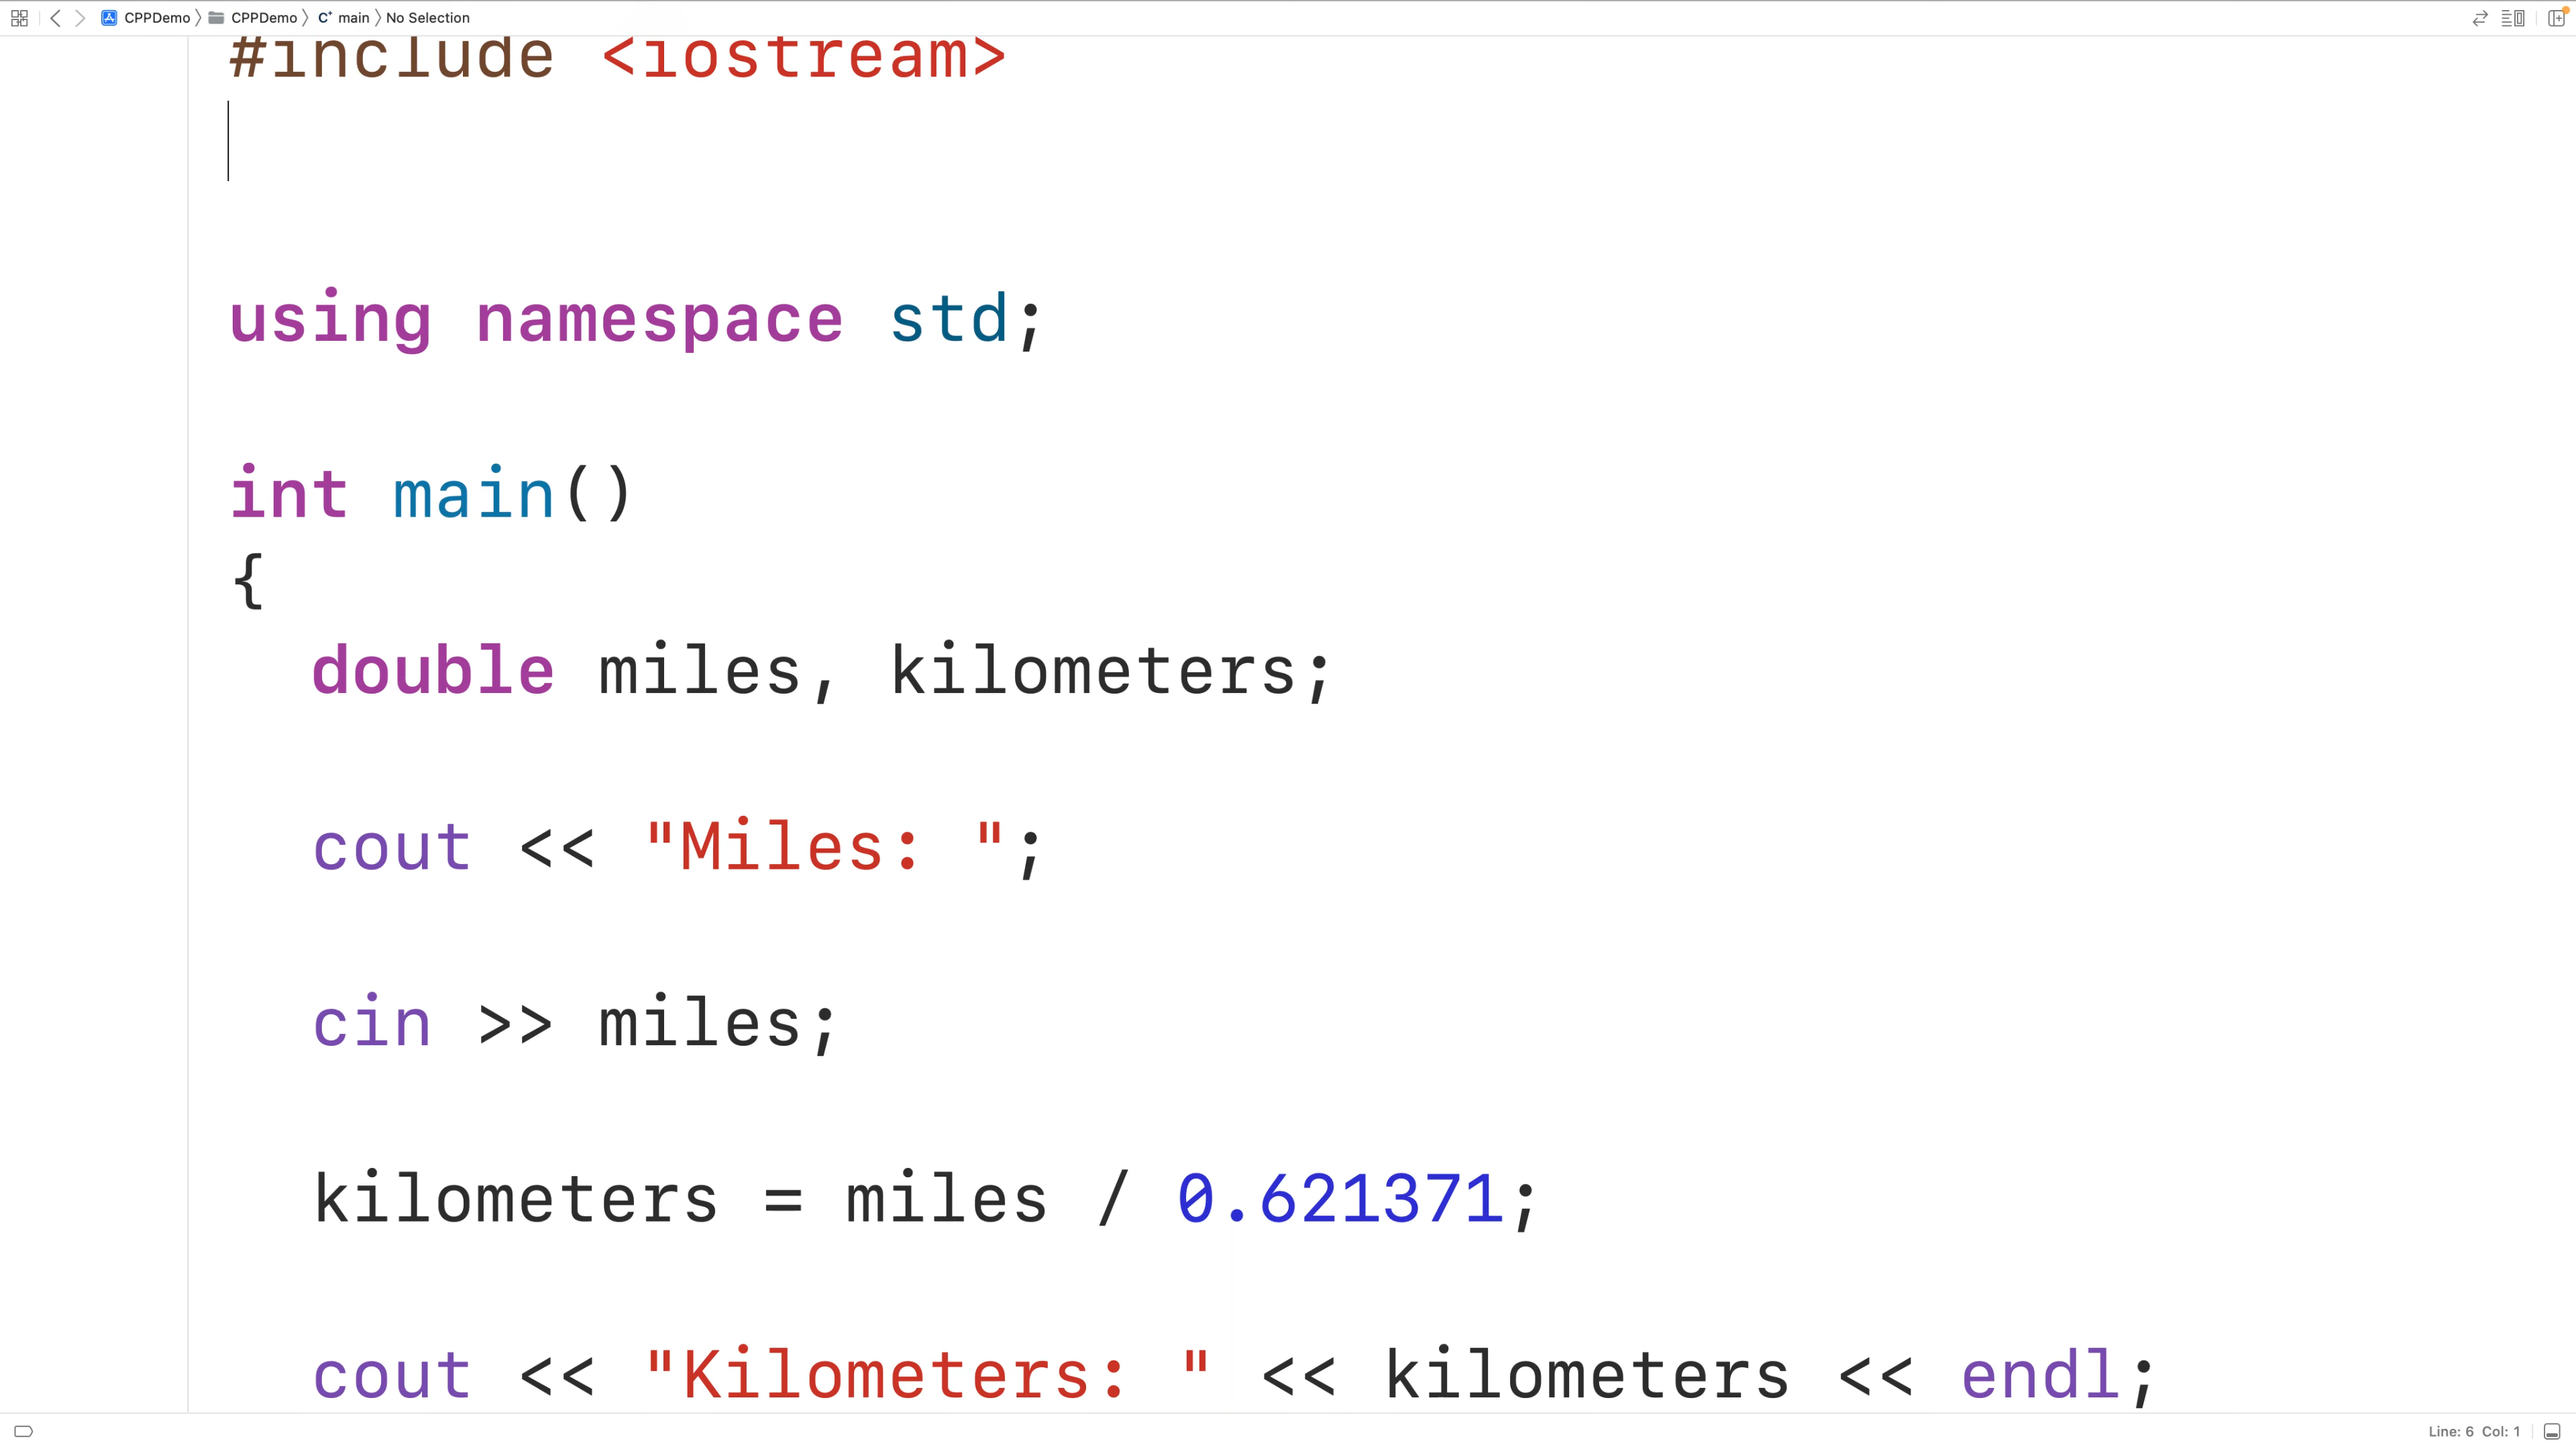 CPPDemo CPPDemo C+ main No Selection
#include <iostream>
using namespace std;
int main()
{
double miles, kilometers;
cout << "Miles: ";
cin >> miles;
kilometers = miles / 0.621371;
cout << "Kilometers: " << kilometers << endl;
Line: 6 Col: 1